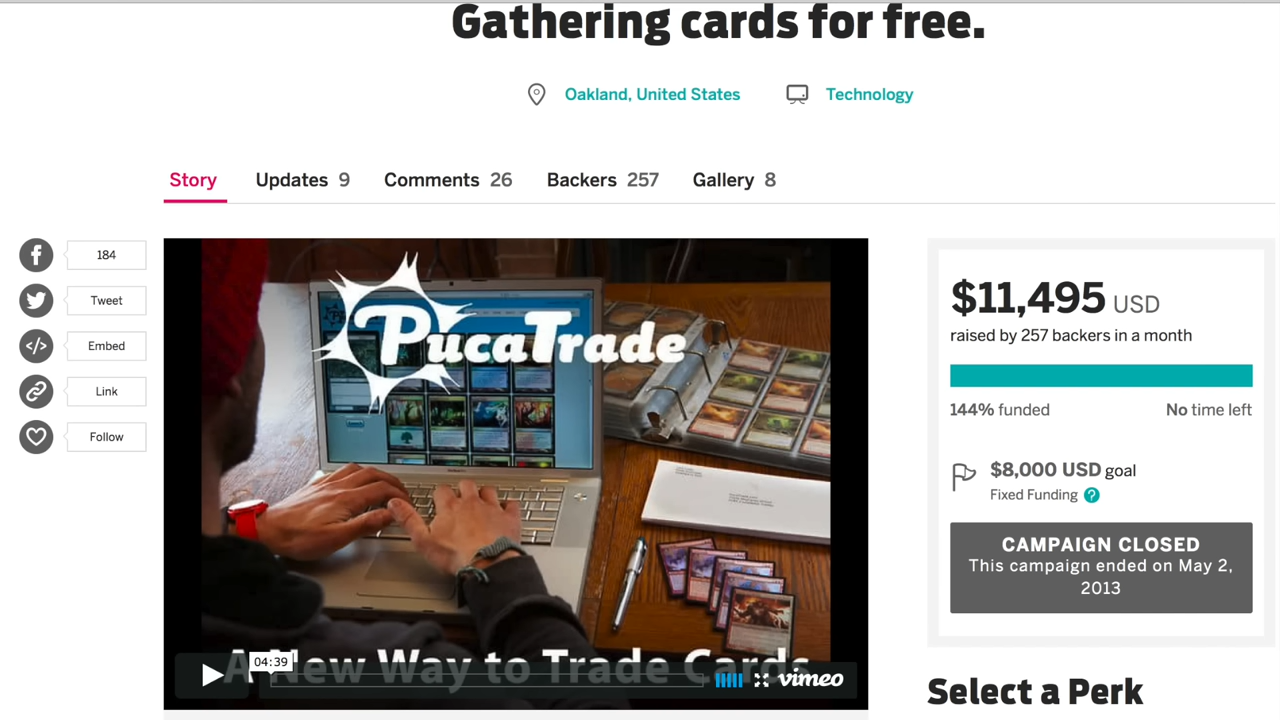 Gathering cards for free.
Oakland, United States Technology
Story Updates 9 Comments 26 Backers 257 Gallery 8
184
Tweet
Embed
Link
Follow
PucaTrade
A New Way to Trade Cards
04:39
vimeo
$11,495 USD
raised by 257 backers in a month
144% funded No time left
$8,000 USD goal
Fixed Funding ?
CAMPAIGN CLOSED
This campaign ended on May 2,
2013
Select a Perk